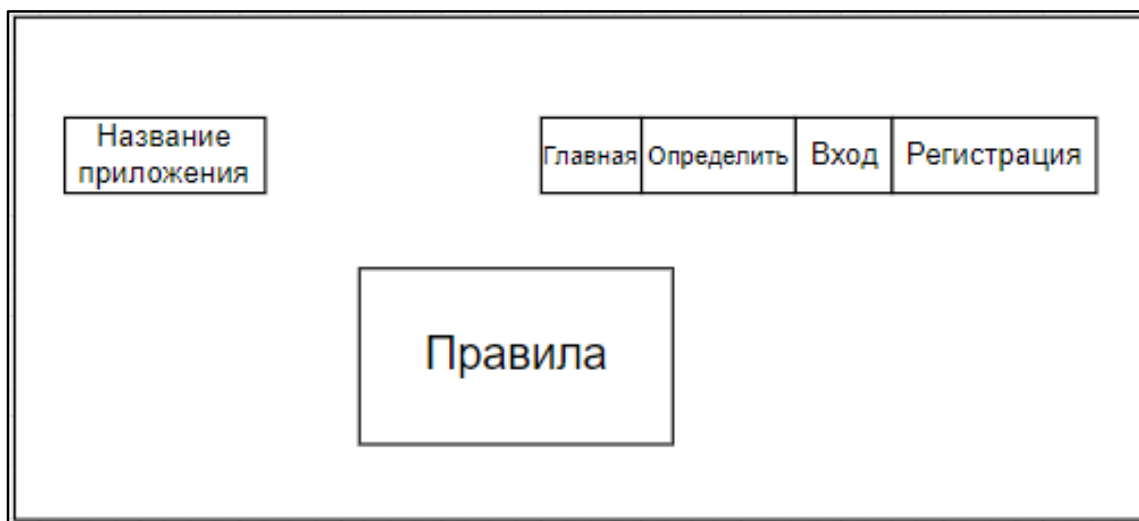 Название
приложения
Главная
Определить
Вход
Регистрация
Правила